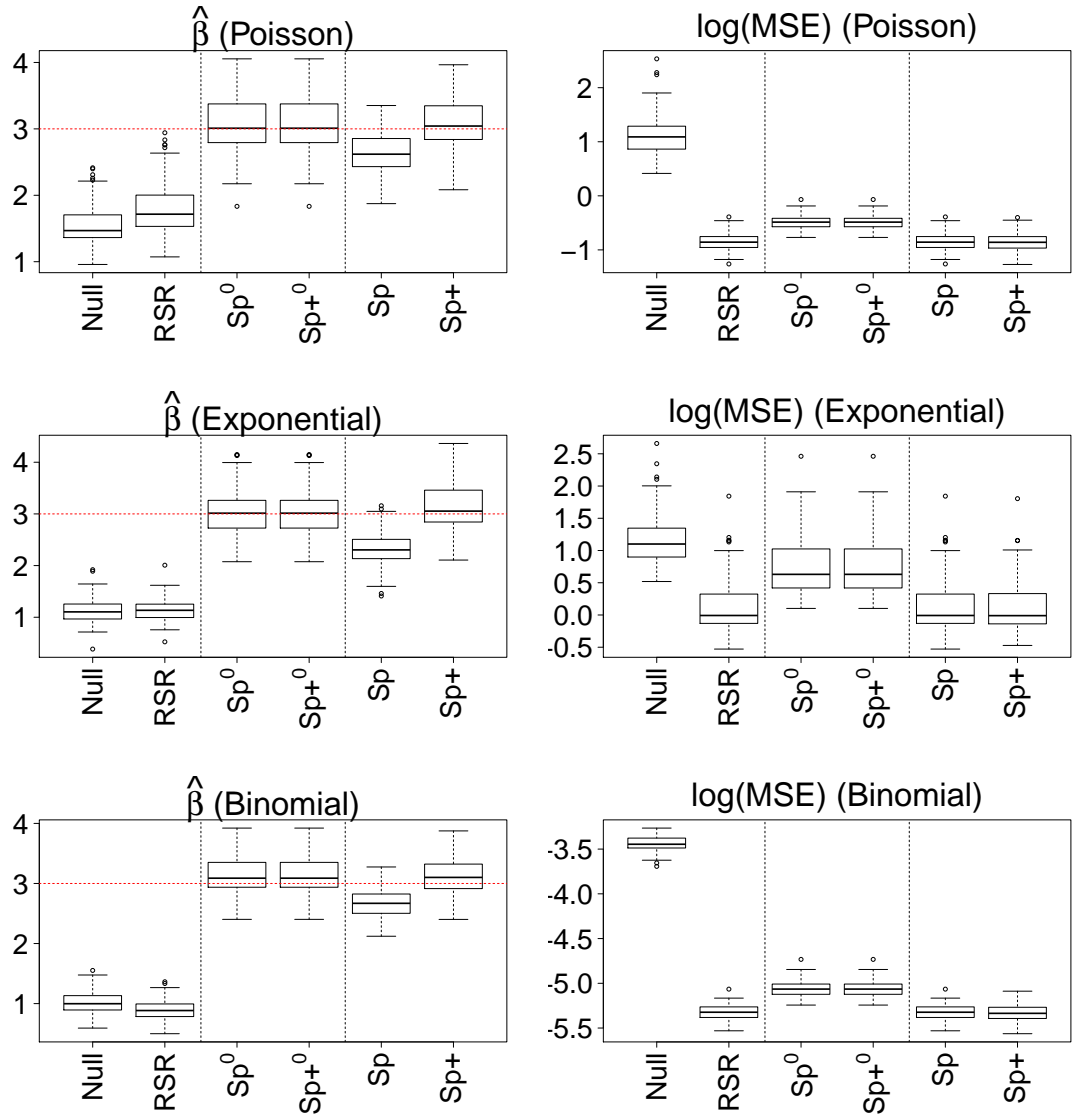 β̂ (Poisson)
4
3
2
1
Null
RSR
Sp⁰
Sp+⁰
Sp
Sp+
log(MSE) (Poisson)
2
1
0
−1
Null
RSR
Sp⁰
Sp+⁰
Sp
Sp+
β̂ (Exponential)
4
3
2
1
Null
RSR
Sp⁰
Sp+⁰
Sp
Sp+
log(MSE) (Exponential)
2.5
2.0
1.5
1.0
0.5
0.0
-0.5
Null
RSR
Sp⁰
Sp+⁰
Sp
Sp+
β̂ (Binomial)
4
3
2
1
Null
RSR
Sp⁰
Sp+⁰
Sp
Sp+
log(MSE) (Binomial)
-3.5
-4.0
-4.5
-5.0
-5.5
Null
RSR
Sp⁰
Sp+⁰
Sp
Sp+